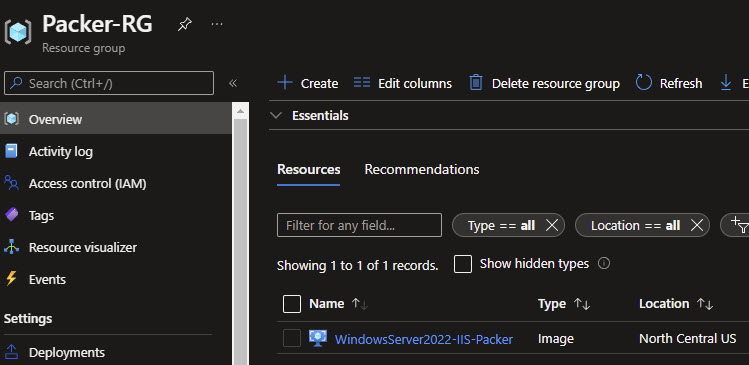 Packer-RG
Resource group
Search (Ctrl+/)
Overview
Activity log
Access control (IAM)
Tags
Resource visualizer
Events
Settings
Deployments
Create Edit columns Delete resource group Refresh
Essentials
Resources Recommendations
Filter for any field... Type == all Location == all
Showing 1 to 1 of 1 records. Show hidden types
Name Type Location
WindowsServer2022-IIS-Packer Image North Central US